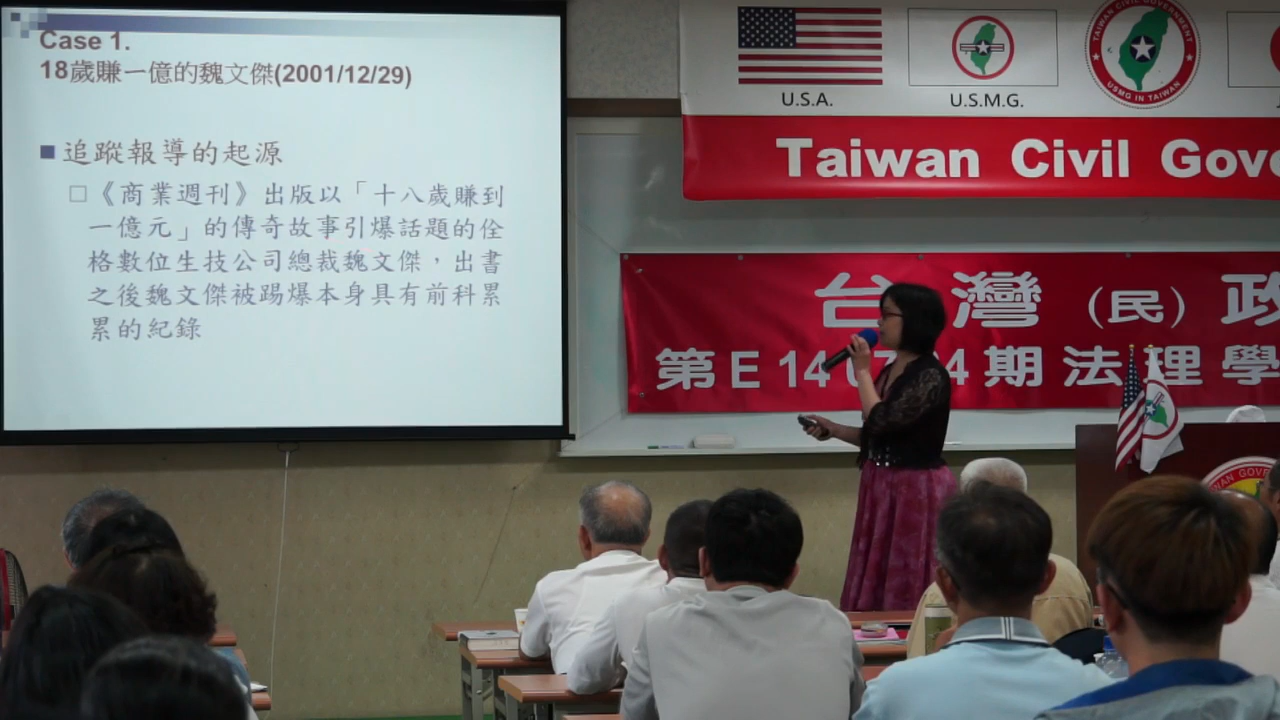 Case 1.
18歲賺一億的魏文傑(2001/12/29)
追蹤報導的起源
《商業週刊》出版以「十八歲賺到
一億元」的傳奇故事引爆話題的佺
格數位生技公司總裁魏文傑，出書
之後魏文傑被踢爆本身具有前科累
累的紀錄
U.S.A.
U.S.M.G.
TAIWAN CIVIL GOVERNMENT
USMG IN TAIWAN
Taiwan Civil Gove
台灣（民）政
第E14 4期法理學